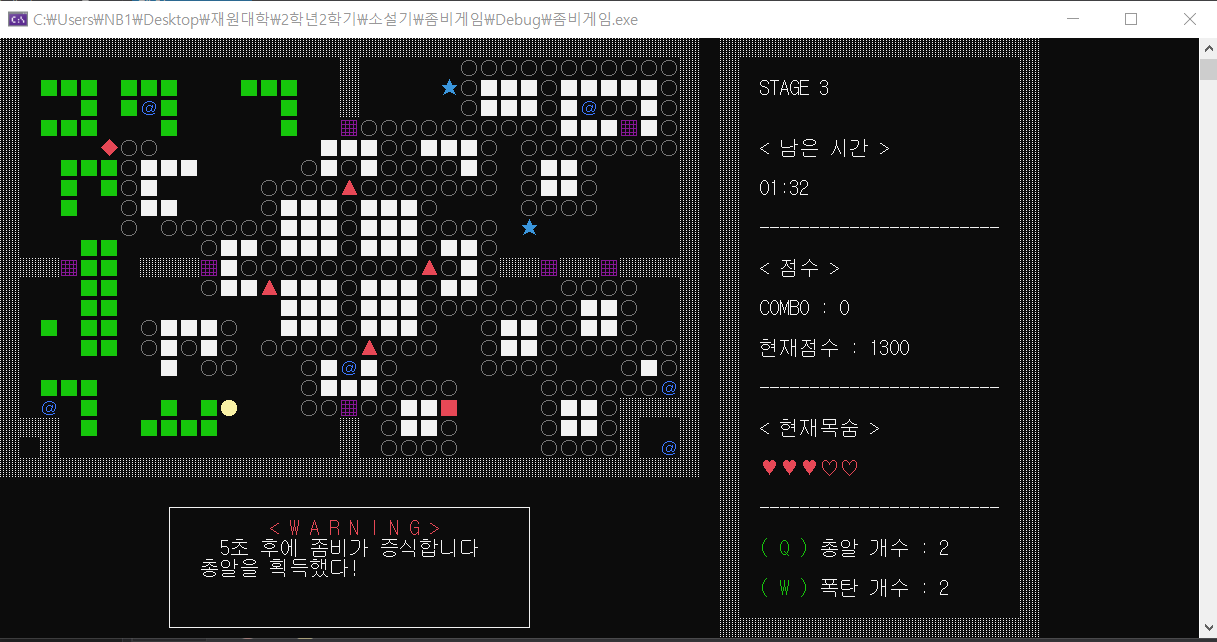 C:\Users\NB1\Desktop\재원대학\2학년2학기\소설기\좀비게임\Debug\좀비게임.exe
STAGE 3
< 남은 시간 >
01:32
------------------------
< 점수 >
COMBO : 0
현재점수 : 1300
------------------------
< 현재목숨 >
♥♥♥♡♡
------------------------
( Q ) 총알 개수 : 2
( W ) 폭탄 개수 : 2
<WARNING>
5초 후에 좀비가 증식합니다
총알을 획득했다!